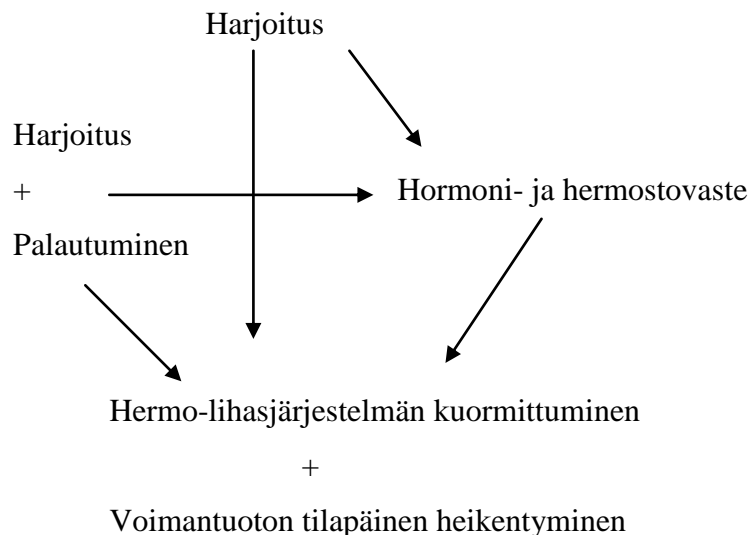 Harjoitus
Harjoitus
+
Hormoni- ja hermostovaste
Palautuminen
Hermo-lihasjärjestelmän kuormittuminen
+
Voimantuoton tilapäinen heikentyminen